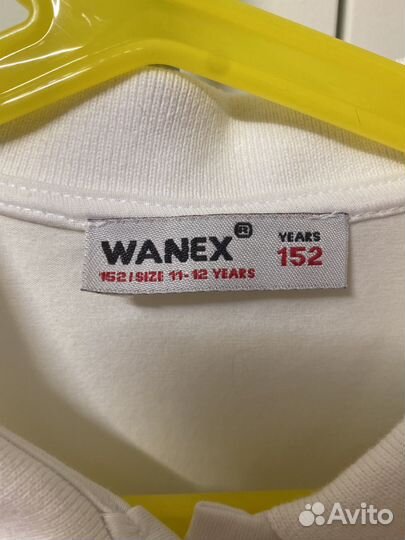 WANEX®
152 / SIZE 11-12 YEARS
YEARS
152
Avito